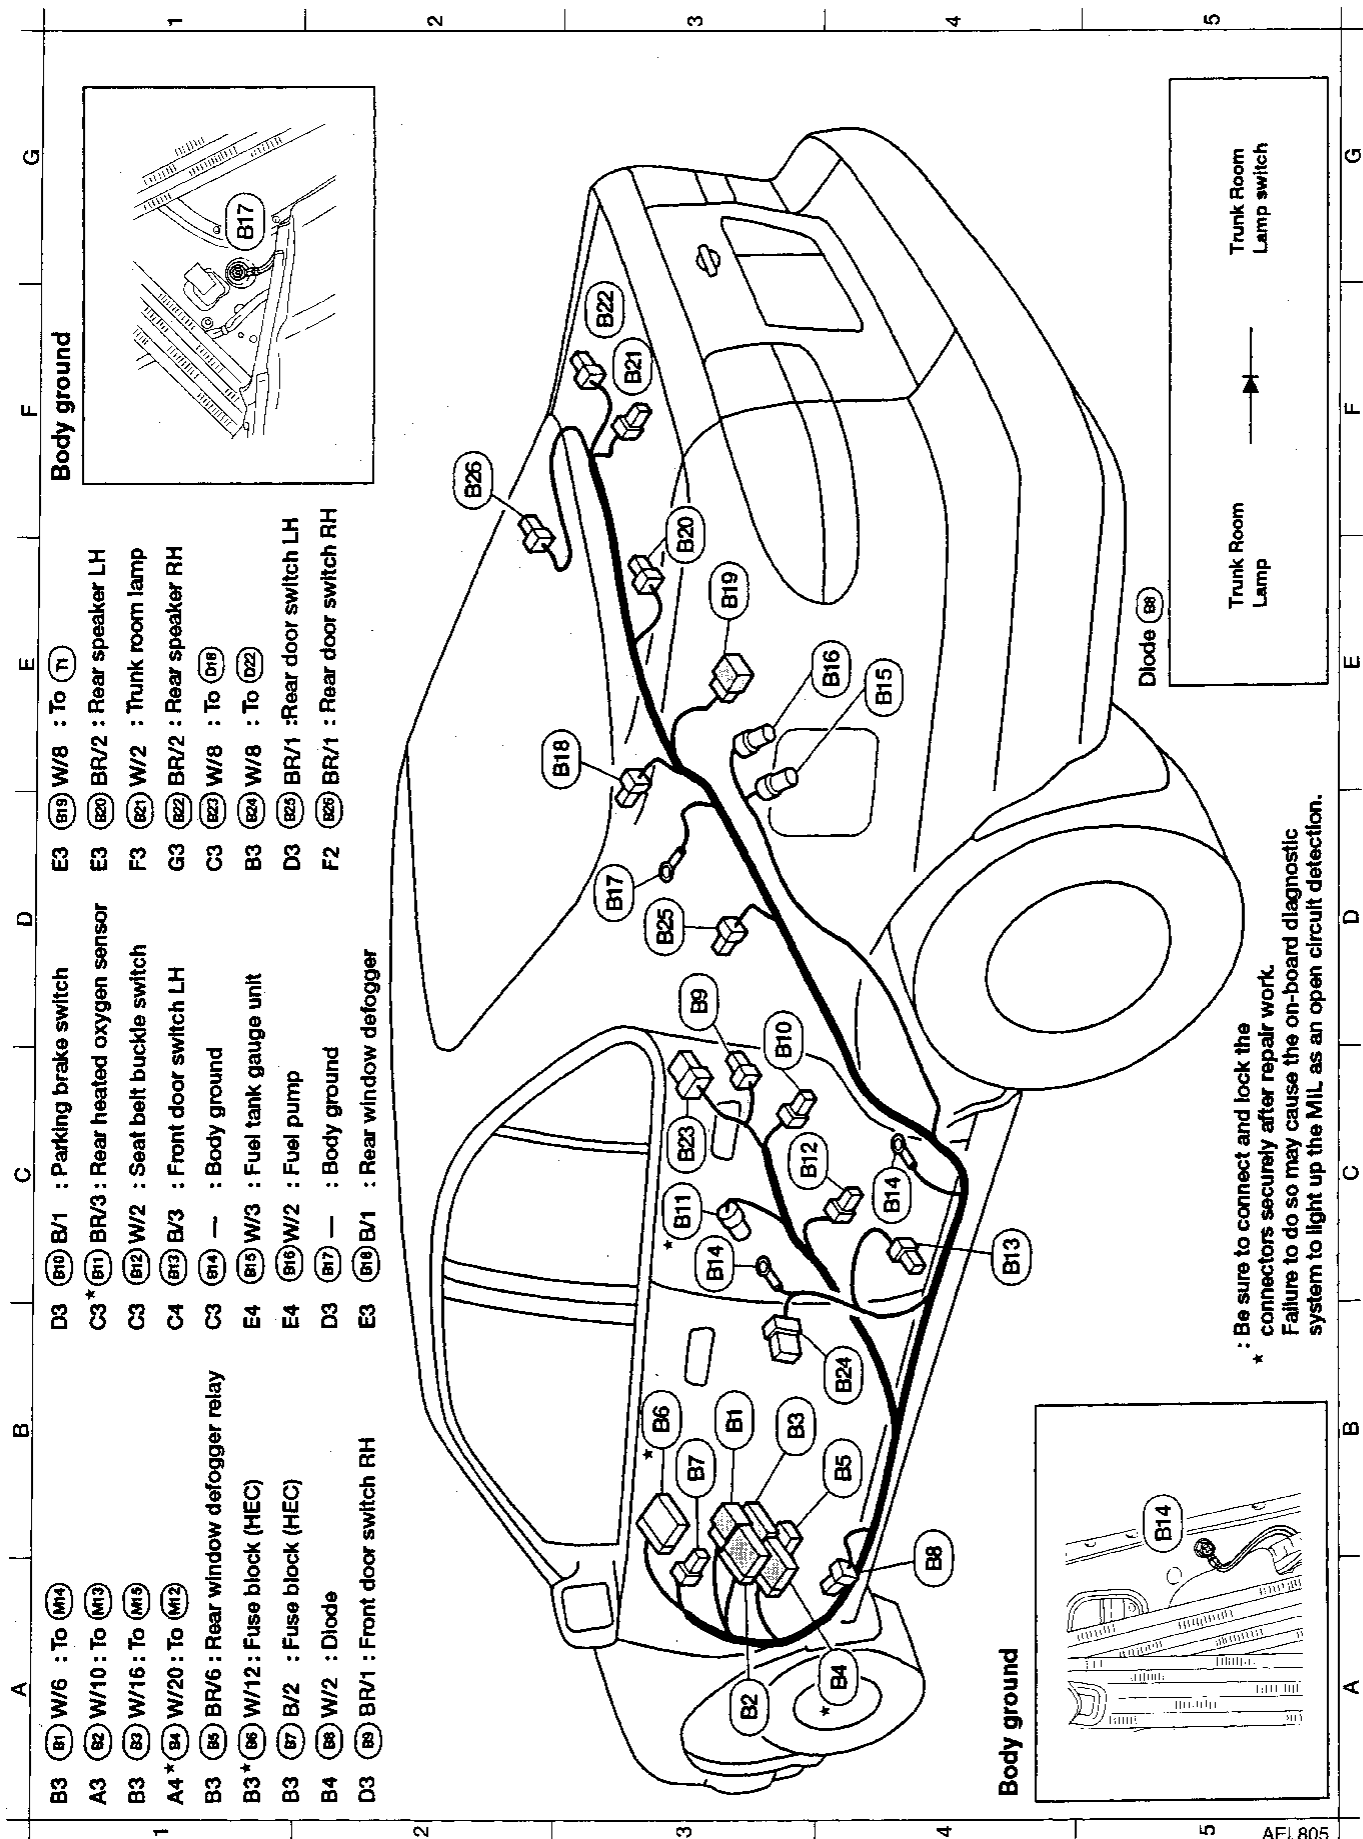 G
F
E
D
C
B
A
1
2
3
4
5
B3 B1 W/6 : To M14
A3 B2 W/10 : To M13
B3 B3 W/16 : To M15
A4 * B4 W/20 : To M12
B3 B5 BR/6 : Rear window defogger relay
B3 * B6 W/12 : Fuse block (HEC)
B3 B7 B/2 : Fuse block (HEC)
B4 B8 W/2 : Diode
D3 B9 BR/1 : Front door switch RH
D3 B10 B/1 : Parking brake switch
C3 * B11 BR/3 : Rear heated oxygen sensor
C3 B12 W/2 : Seat belt buckle switch
C4 B13 B/3 : Front door switch LH
C3 B14 — : Body ground
E4 B15 W/3 : Fuel tank gauge unit
E4 B16 W/2 : Fuel pump
D3 B17 — : Body ground
E3 B18 B/1 : Rear window defogger
E3 B19 W/8 : To T1
E3 B20 BR/2 : Rear speaker LH
F3 B21 W/2 : Trunk room lamp
G3 B22 BR/2 : Rear speaker RH
C3 B23 W/8 : To D18
B3 B24 W/8 : To D22
D3 B25 BR/1 :Rear door switch LH
F2 B26 BR/1 : Rear door switch RH
Body ground
B17
B26
B22
B21
B20
B19
B18
B16
B15
B17
B25
B9
B10
B23
B12
B14
B11
*
B14
B13
B24
B6
*
B7
B1
B3
B5
B8
B2
B4
*
Body ground
B14
* : Be sure to connect and lock the
connectors securely after repair work.
Failure to do so may cause the on-board diagnostic
system to light up the MIL as an open circuit detection.
Diode B8
Trunk Room
Lamp
Trunk Room
Lamp switch
A
B
C
D
E
F
G
1
2
3
4
5
AEL805